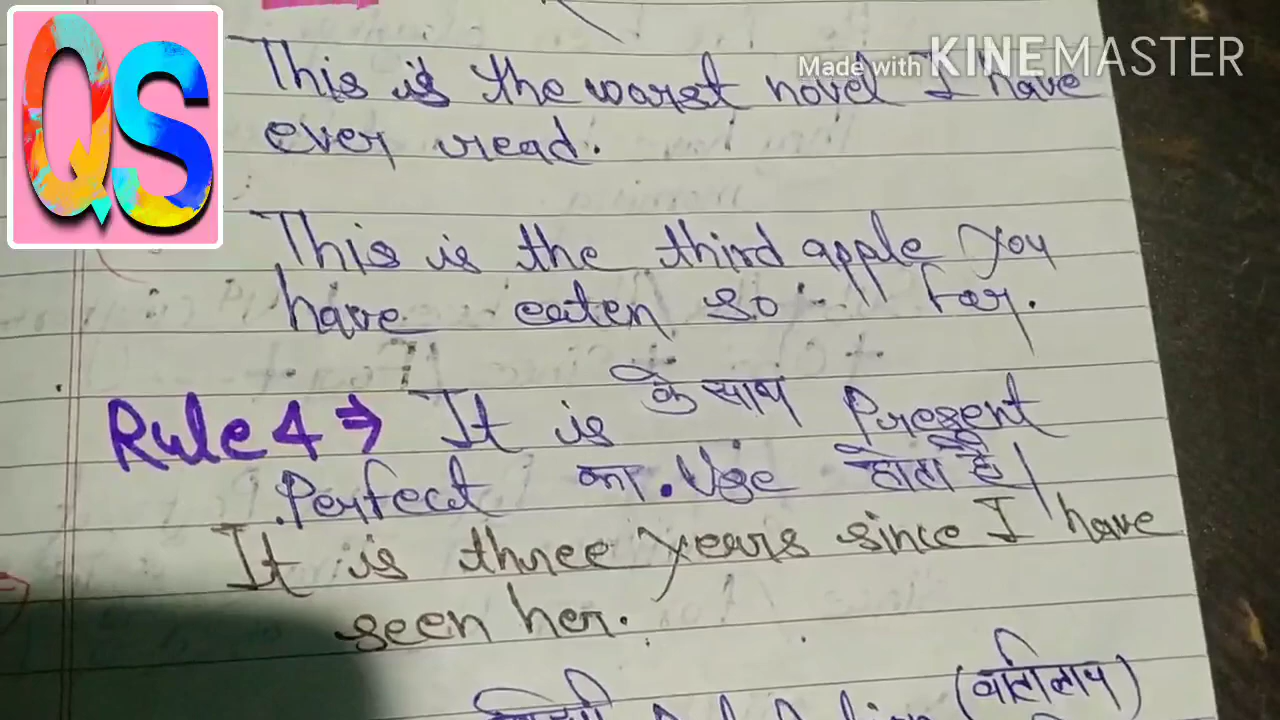 QS
Made with KINEMASTER
This is the worst novel I have
ever read.
This is the third apple you
have eaten so far.
Rule 4 ⇒ It is के साथ Present
Perfect का Use होता है।
It is three years since I have
seen her.
(वार्तालाप)